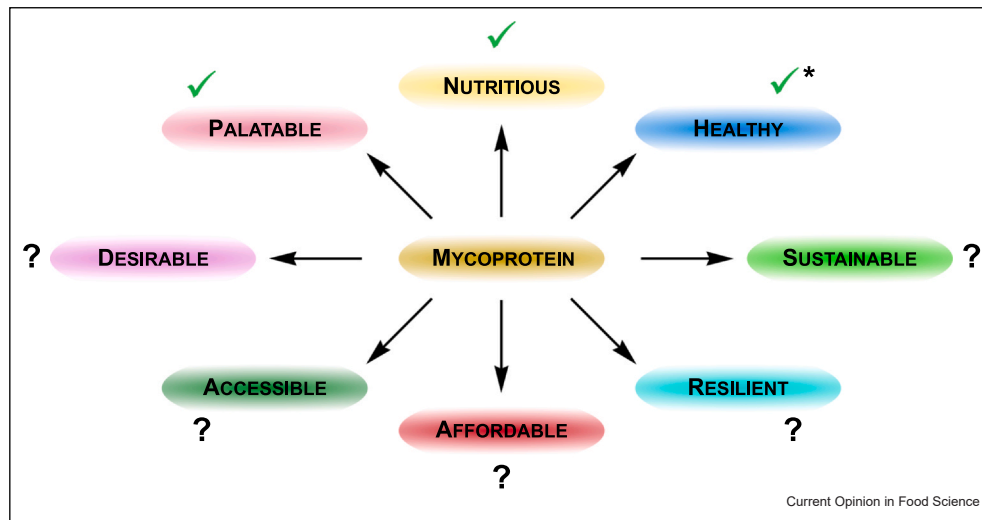 NUTRITIOUS
*
PALATABLE
HEALTHY
? DESIRABLE
MYCOPROTEIN
SUSTAINABLE ?
ACCESSIBLE
RESILIENT
?
?
AFFORDABLE
?
Current Opinion in Food Science